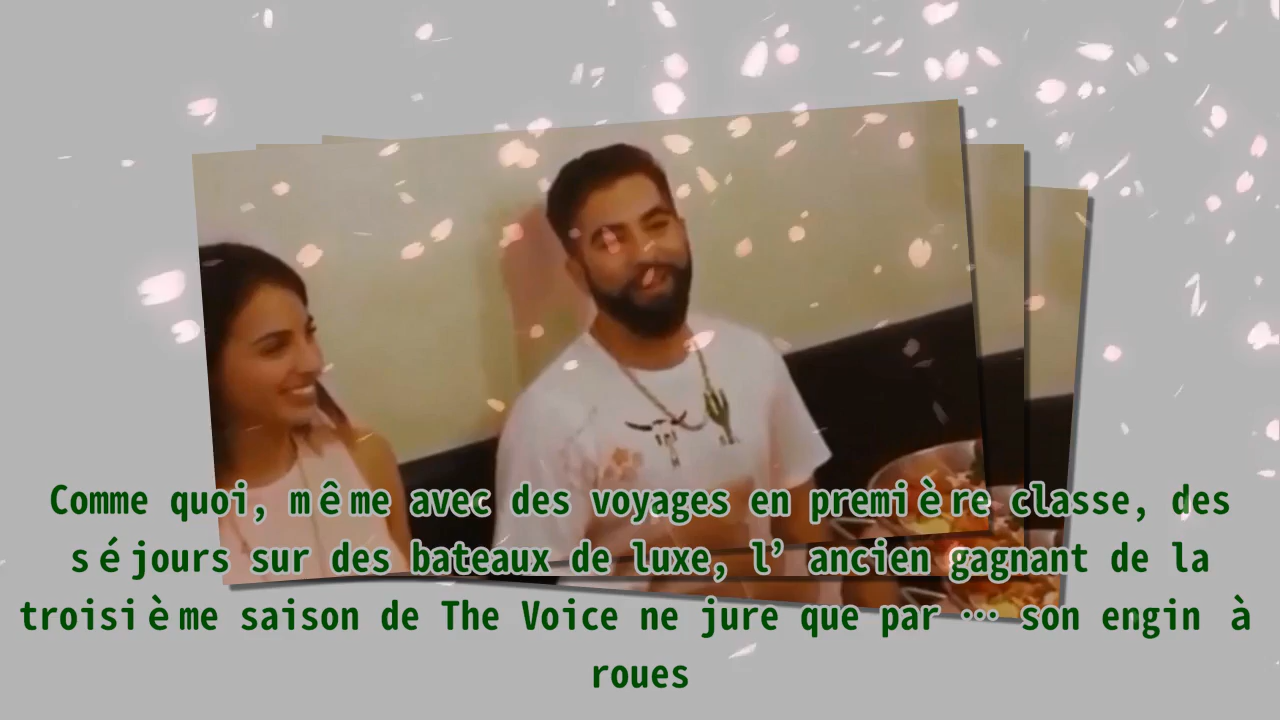 Comme quoi, même avec des voyages en première classe, des
séjours sur des bateaux de luxe, l’ancien gagnant de la
troisième saison de The Voice ne jure que par … son engin à
roues